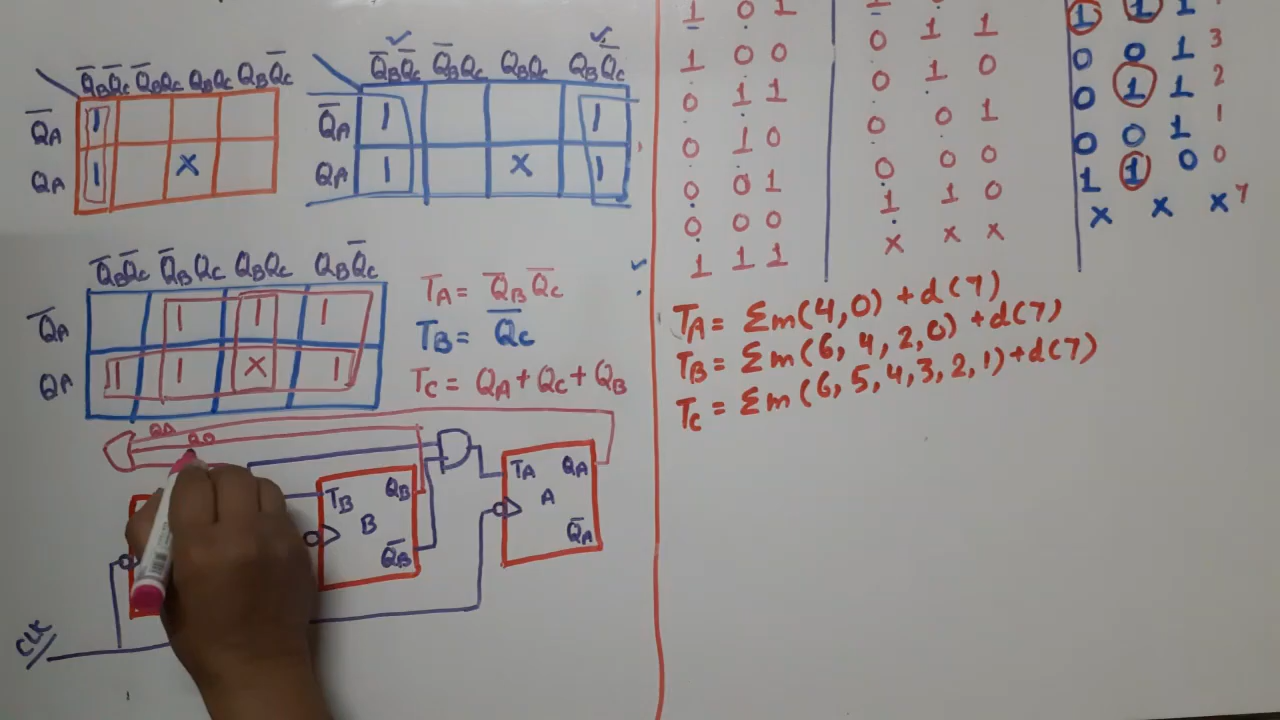 Q̅BQ̅C Q̅BQC QBQC QBQ̅C
Q̅A 1
QA 1 X
Q̅BQ̅C Q̅BQC QBQC QBQ̅C
Q̅A 1 1
QA 1 X 1
Q̅BQ̅C Q̅BQC QBQC QBQ̅C
Q̅A 1 1 1
QA 1 1 X 1
TA = Q̅B Q̅C
TB = Q̅C
TC = QA + QC + QB
QA
TB QB
B
Q̅B
TA QA
A
Q̅A
CLK
1 0 1 1 1 1
1 0 0 0 1 1 0 0 1 3
0 1 1 0 1 0 0 1 1 2
0 1 0 0 0 1 0 0 1 1
0 0 1 0 0 0 1 1 0 0
0 0 0 1 1 0 X X X 7
1 1 1 X X X
TA = Σm(4,0) + d(7)
TB = Σm(6, 4, 2, 0) + d(7)
TC = Σm(6, 5, 4, 3, 2, 1) + d(7)